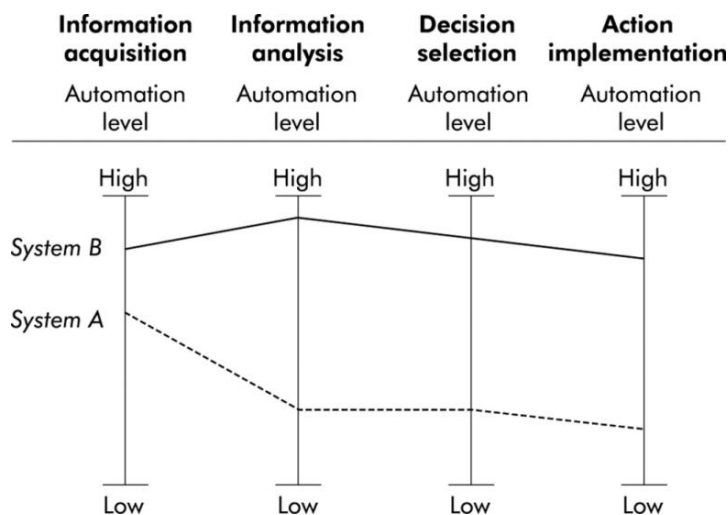 Information acquisition
Automation level
Information analysis
Automation level
Decision selection
Automation level
Action implementation
Automation level
High
High
High
High
System B
System A
Low
Low
Low
Low